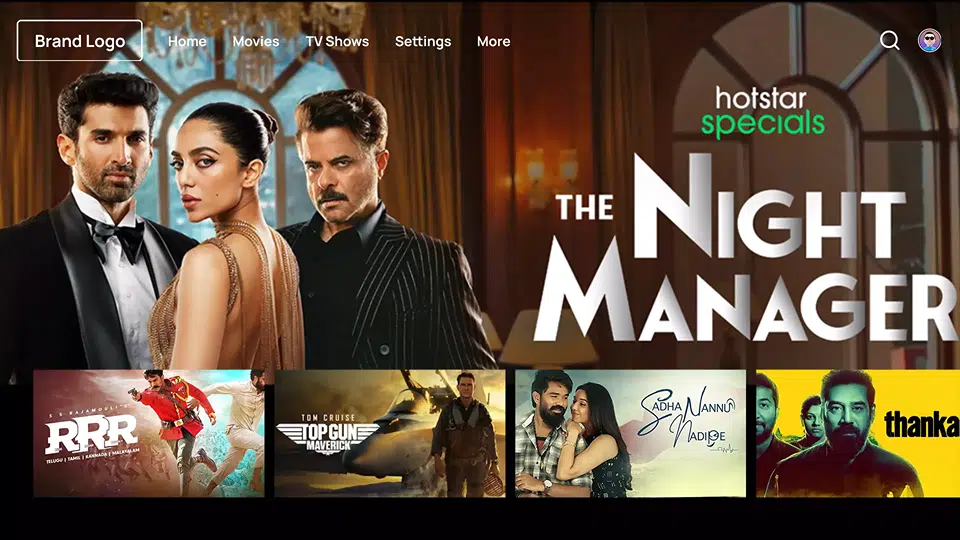 Brand Logo
Home Movies TV Shows Settings More
hotstar
specials
THE NIGHT
MANAGER
S S RAJAMOULI'S
RRR
TELUGU | TAMIL | KANNADA | MALAYALAM
TOM CRUISE
TOP GUN
MAVERICK
SADHA NANNU
NADIPE
thanka